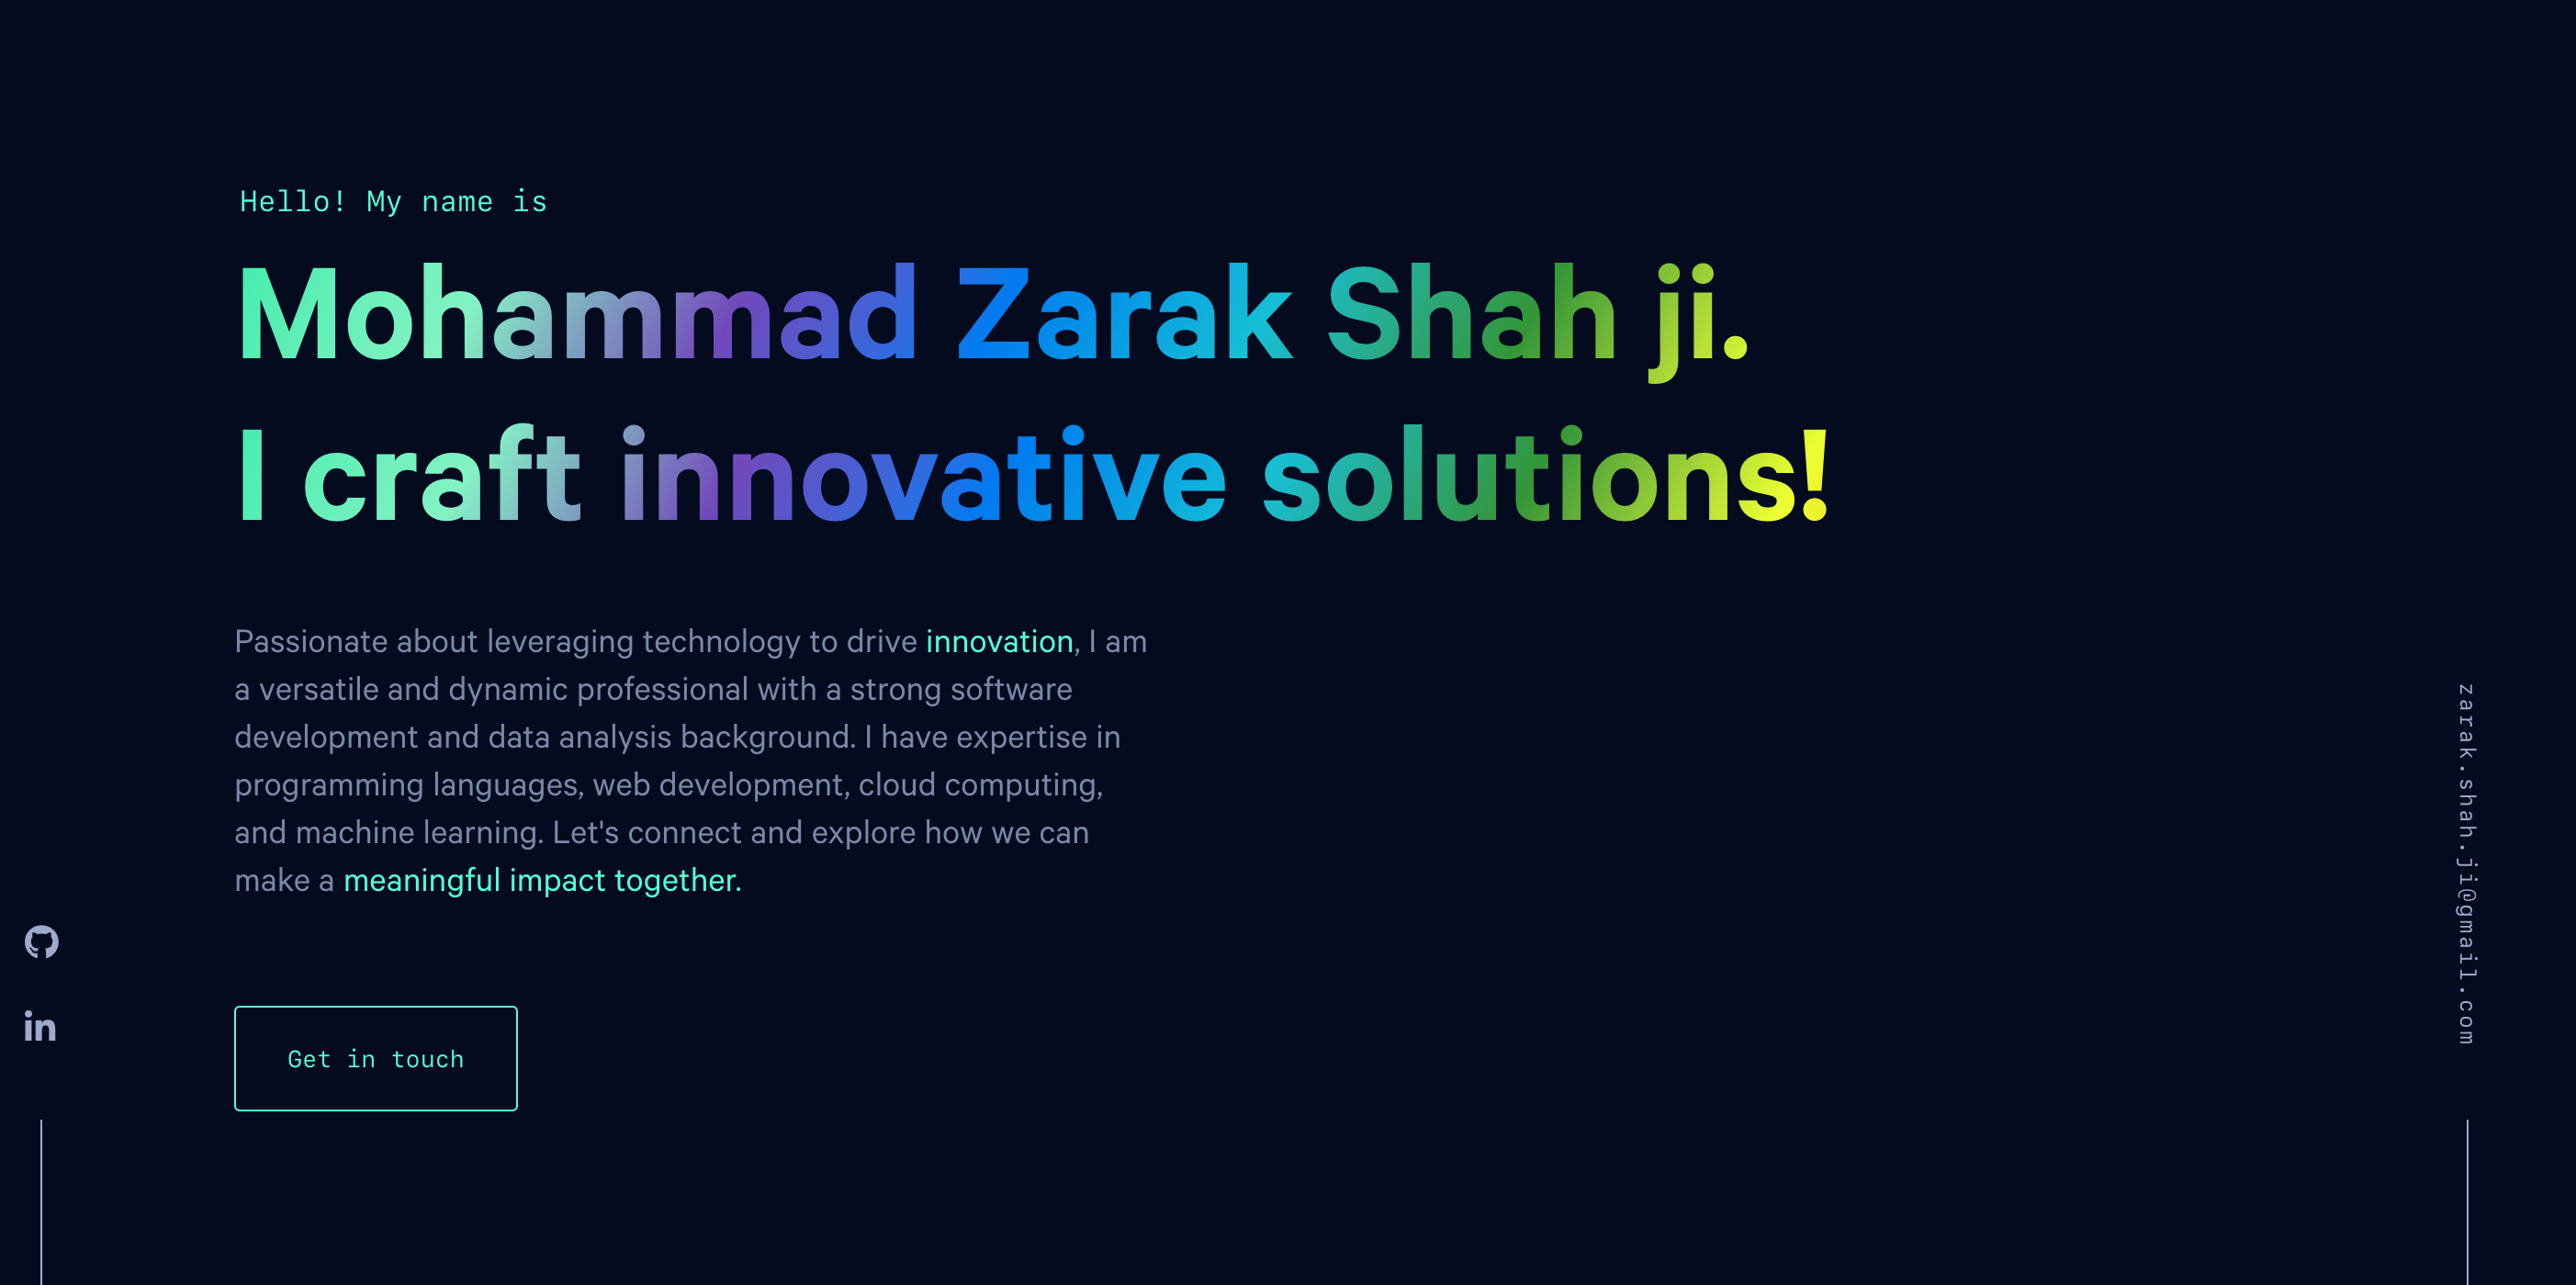 Hello! My name is
Mohammad Zarak Shah ji.
I craft innovative solutions!
Passionate about leveraging technology to drive innovation, I am
a versatile and dynamic professional with a strong software
development and data analysis background. I have expertise in
programming languages, web development, cloud computing,
and machine learning. Let's connect and explore how we can
make a meaningful impact together.
in
Get in touch
zarak.shah.ji@gmail.com